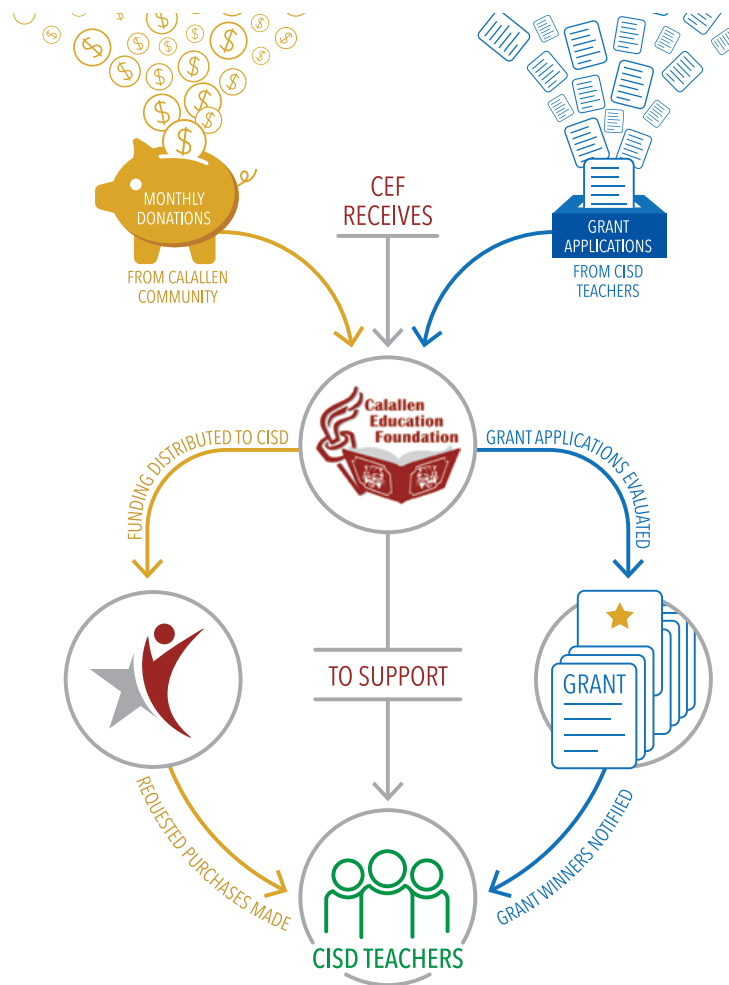 MONTHLY
DONATIONS
FROM CALALLEN
COMMUNITY
CEF
RECEIVES
GRANT
APPLICATIONS
FROM CISD
TEACHERS
Calallen
Education
Foundation
FUNDING DISTRIBUTED TO CISD
GRANT APPLICATIONS EVALUATED
TO SUPPORT
GRANT
REQUESTED PURCHASES MADE
GRANT WINNERS NOTIFIED
CISD TEACHERS